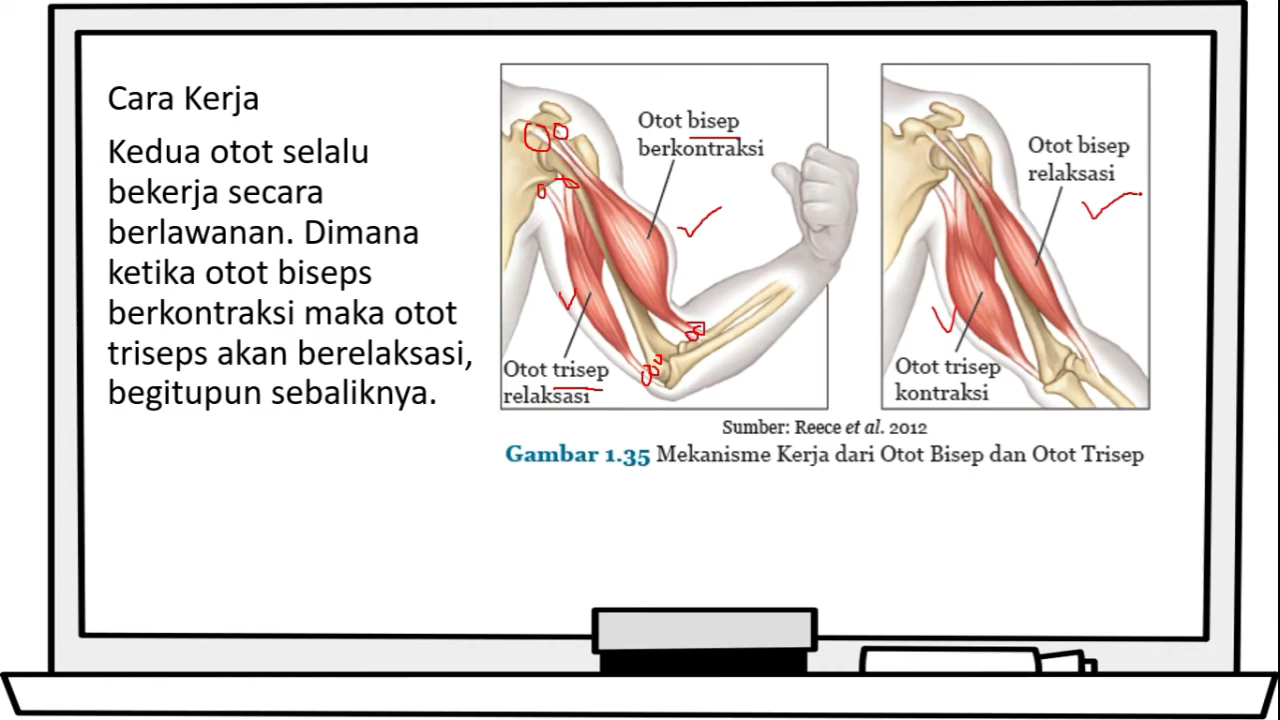 Cara Kerja
Kedua otot selalu
bekerja secara
berlawanan. Dimana
ketika otot biseps
berkontraksi maka otot
triseps akan berelaksasi,
begitupun sebaliknya.
Otot bisep
berkontraksi
Otot trisep
relaksasi
Otot bisep
relaksasi
Otot trisep
kontraksi
Sumber: Reece et al. 2012
Gambar 1.35 Mekanisme Kerja dari Otot Bisep dan Otot Trisep